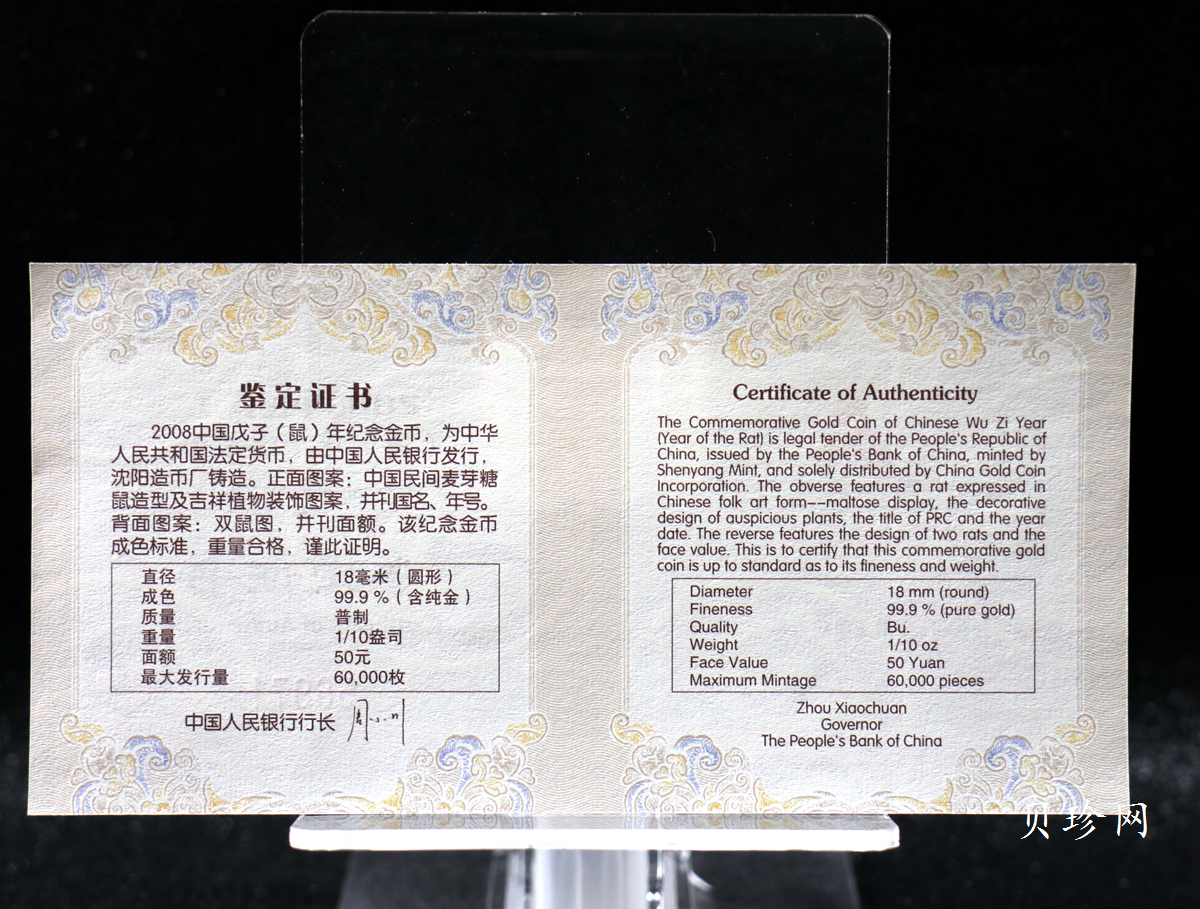 鉴定证书
2008中国戊子（鼠）年纪念金币，为中华
人民共和国法定货币，由中国人民银行发行，
沈阳造币厂铸造。正面图案：中国民间麦芽糖
鼠造型及吉祥植物装饰图案，并刊国名、年号。
背面图案：双鼠图，并刊面额。该纪念金币
成色标准，重量合格，谨此证明。
直径 18毫米（圆形）
成色 99.9 %（含纯金）
质量 普制
重量 1/10盎司
面额 50元
最大发行量 60,000枚
中国人民银行行长 周小川
Certificate of Authenticity
The Commemorative Gold Coin of Chinese Wu Zi Year
(Year of the Rat) is legal tender of the People's Republic of
China, issued by the People's Bank of China, minted by
Shenyang Mint, and solely distributed by China Gold Coin
Incorporation. The obverse features a rat expressed in
Chinese folk art form--maltose display, the decorative
design of auspicious plants, the title of PRC and the year
date. The reverse features the design of two rats and the
face value. This is to certify that this commemorative gold
coin is up to standard as to its fineness and weight.
Diameter 18 mm (round)
Fineness 99.9 % (pure gold)
Quality Bu.
Weight 1/10 oz
Face Value 50 Yuan
Maximum Mintage 60,000 pieces
Zhou Xiaochuan
Governor
The People's Bank of China
贝珍网